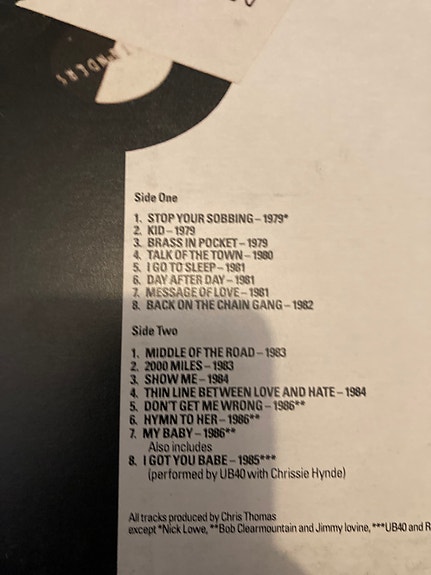 Side One
1. STOP YOUR SOBBING – 1979*
2. KID – 1979
3. BRASS IN POCKET – 1979
4. TALK OF THE TOWN – 1980
5. I GO TO SLEEP – 1981
6. DAY AFTER DAY – 1981
7. MESSAGE OF LOVE – 1981
8. BACK ON THE CHAIN GANG – 1982
Side Two
1. MIDDLE OF THE ROAD – 1983
2. 2000 MILES – 1983
3. SHOW ME – 1984
4. THIN LINE BETWEEN LOVE AND HATE – 1984
5. DON'T GET ME WRONG – 1986**
6. HYMN TO HER – 1986**
7. MY BABY – 1986**
Also includes
8. I GOT YOU BABE – 1985***
(performed by UB40 with Chrissie Hynde)
All tracks produced by Chris Thomas
except *Nick Lowe, **Bob Clearmountain and Jimmy Iovine, ***UB40 and R